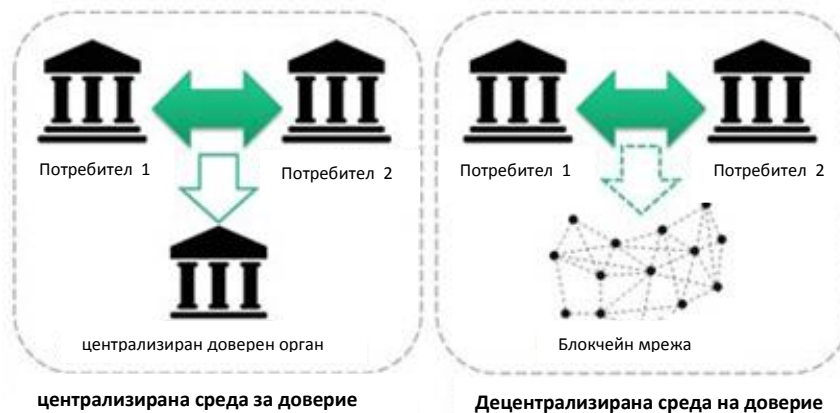 Потребител 1
Потребител 2
централизиран доверен орган
централизирана среда за доверие
Потребител 1
Потребител 2
Блокчейн мрежа
Децентрализирана среда на доверие